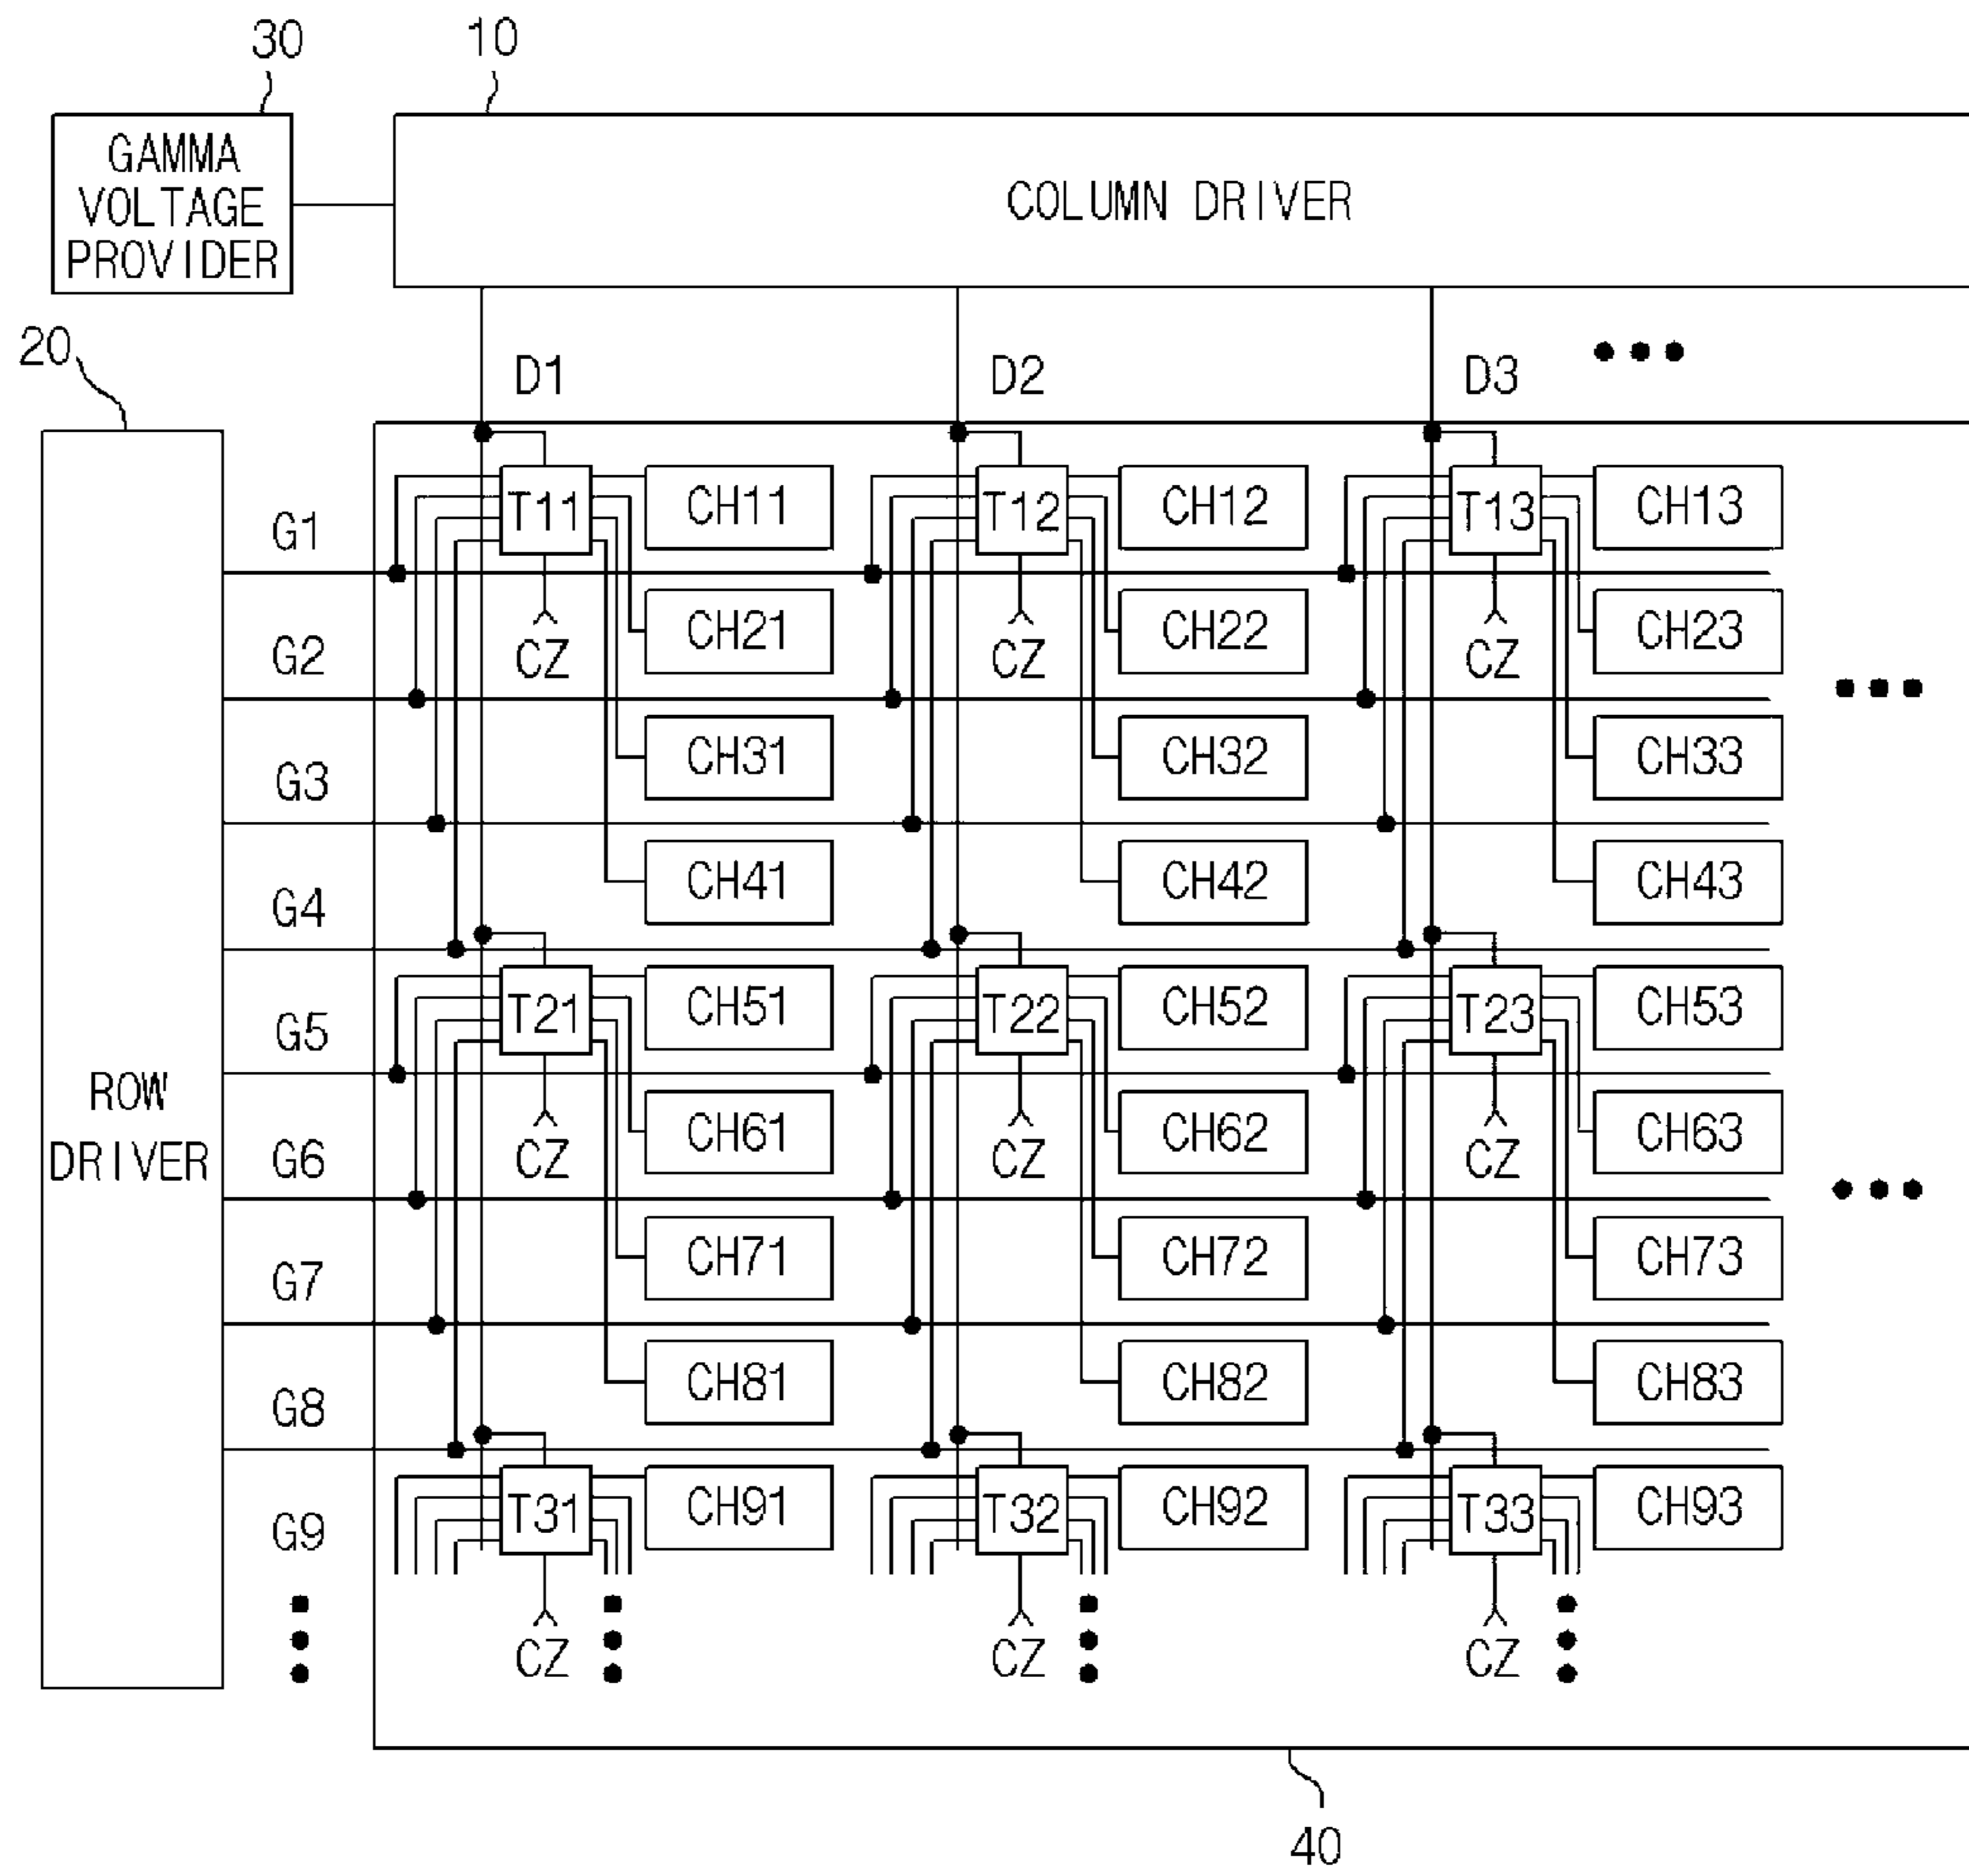 30
10
GAMMA
VOLTAGE
PROVIDER
COLUMN DRIVER
20
D1 D2 D3
T11 CH11 T12 CH12 T13 CH13
G1
CH21 CH22 CH23
G2 CZ CZ CZ
CH31 CH32 CH33
G3
CH41 CH42 CH43
G4
T21 CH51 T22 CH52 T23 CH53
G5
ROW
DRIVER
CH61 CH62 CH63
G6 CZ CZ CZ
CH71 CH72 CH73
G7
CH81 CH82 CH83
G8
T31 CH91 T32 CH92 T33 CH93
G9
CZ CZ CZ
40